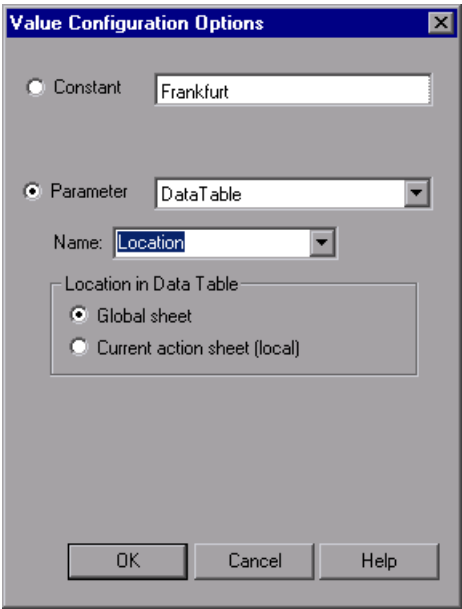 Value Configuration Options
Constant Frankfurt
Parameter DataTable
Name: Location
Location in Data Table
Global sheet
Current action sheet (local)
OK Cancel Help